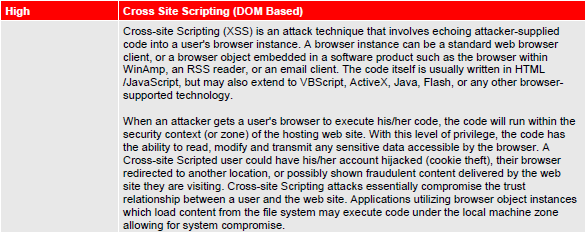 High
Cross Site Scripting (DOM Based)
Cross-site Scripting (XSS) is an attack technique that involves echoing attacker-supplied
code into a user's browser instance. A browser instance can be a standard web browser
client, or a browser object embedded in a software product such as the browser within
WinAmp, an RSS reader, or an email client. The code itself is usually written in HTML
/JavaScript, but may also extend to VBScript, ActiveX, Java, Flash, or any other browser-
supported technology.
When an attacker gets a user's browser to execute his/her code, the code will run within the
security context (or zone) of the hosting web site. With this level of privilege, the code has
the ability to read, modify and transmit any sensitive data accessible by the browser. A
Cross-site Scripted user could have his/her account hijacked (cookie theft), their browser
redirected to another location, or possibly shown fraudulent content delivered by the web
site they are visiting. Cross-site Scripting attacks essentially compromise the trust
relationship between a user and the web site. Applications utilizing browser object instances
which load content from the file system may execute code under the local machine zone
allowing for system compromise.